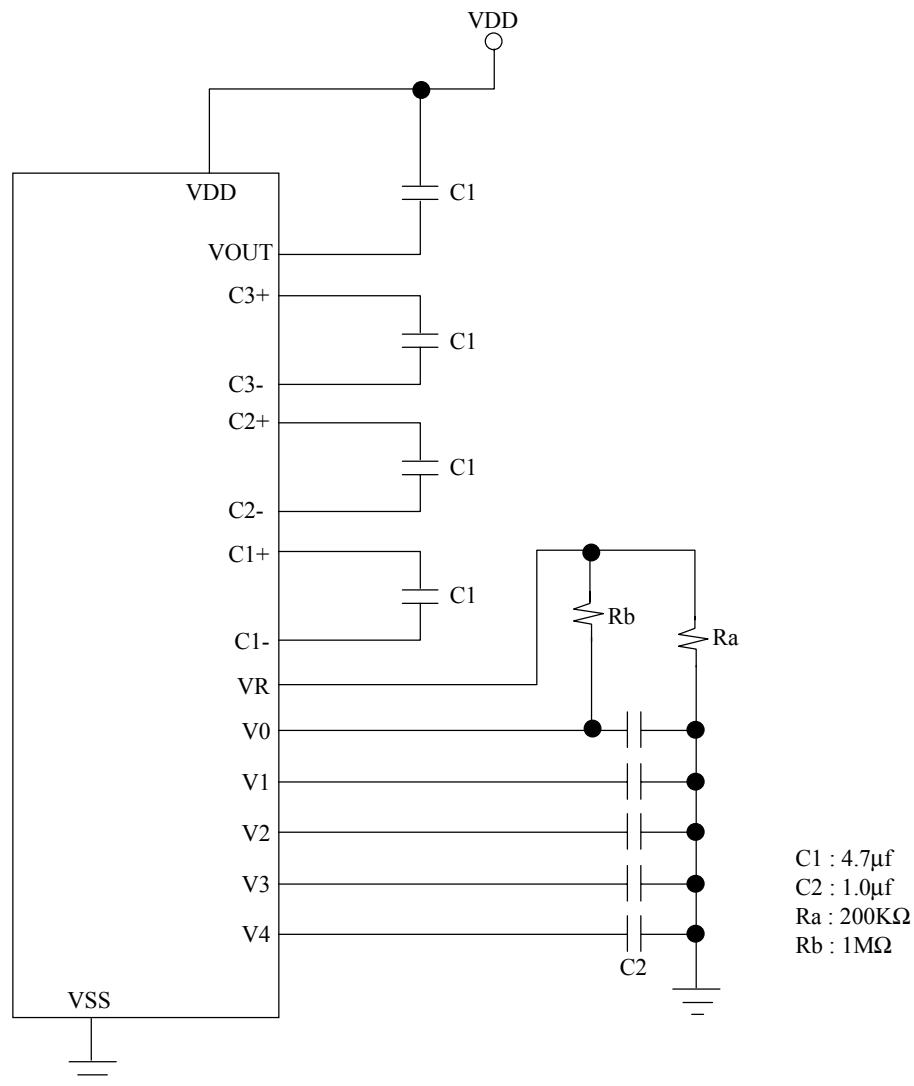 VDD
VDD
C1
VOUT
C3+
C1
C3-
C2+
C1
C2-
C1+
C1
C1-
Rb
Ra
VR
V0
V1
V2
V3
V4
C2
C1 : 4.7μf
C2 : 1.0μf
Ra : 200KΩ
Rb : 1MΩ
VSS